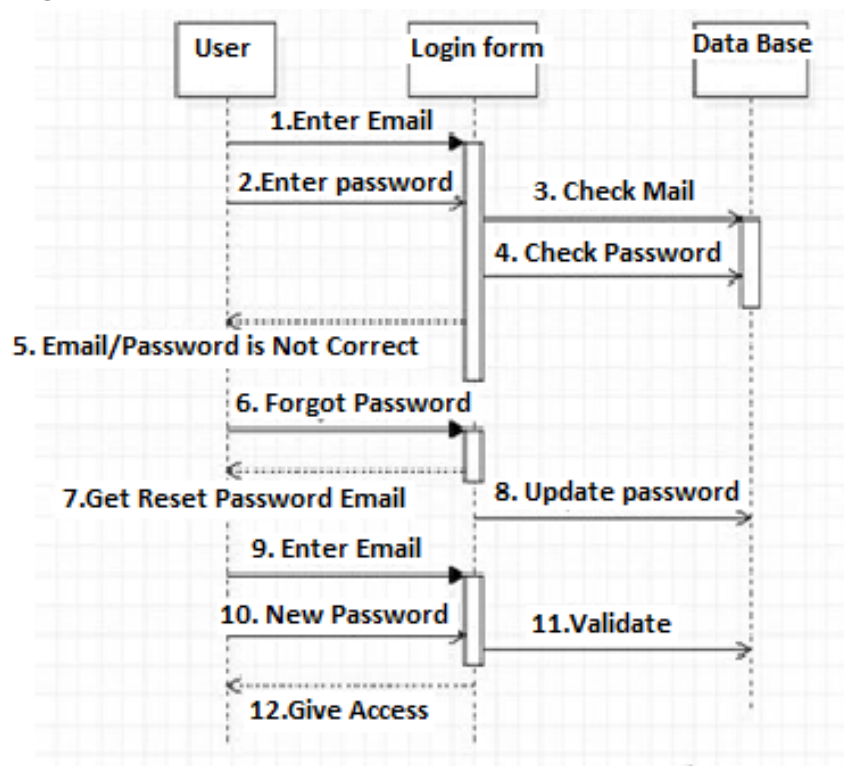 User
Login form
Data Base
1.Enter Email
2.Enter password
3. Check Mail
4. Check Password
5. Email/Password is Not Correct
6. Forgot Password
7.Get Reset Password Email
8. Update password
9. Enter Email
10. New Password
11.Validate
12.Give Access